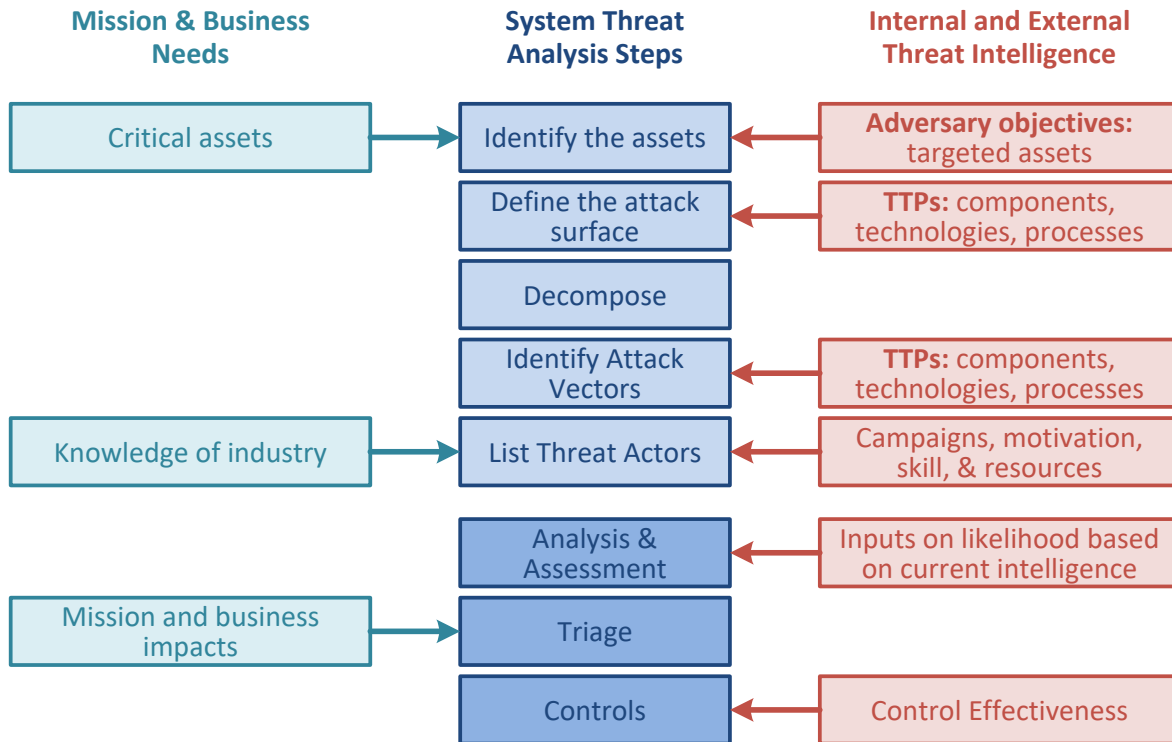 Mission & Business
Needs
System Threat
Analysis Steps
Internal and External
Threat Intelligence
Critical assets
Identify the assets
Adversary objectives:
targeted assets
Define the attack
surface
TTPs: components,
technologies, processes
Decompose
Identify Attack
Vectors
TTPs: components,
technologies, processes
Knowledge of industry
List Threat Actors
Campaigns, motivation,
skill, & resources
Analysis &
Assessment
Inputs on likelihood based
on current intelligence
Mission and business
impacts
Triage
Controls
Control Effectiveness